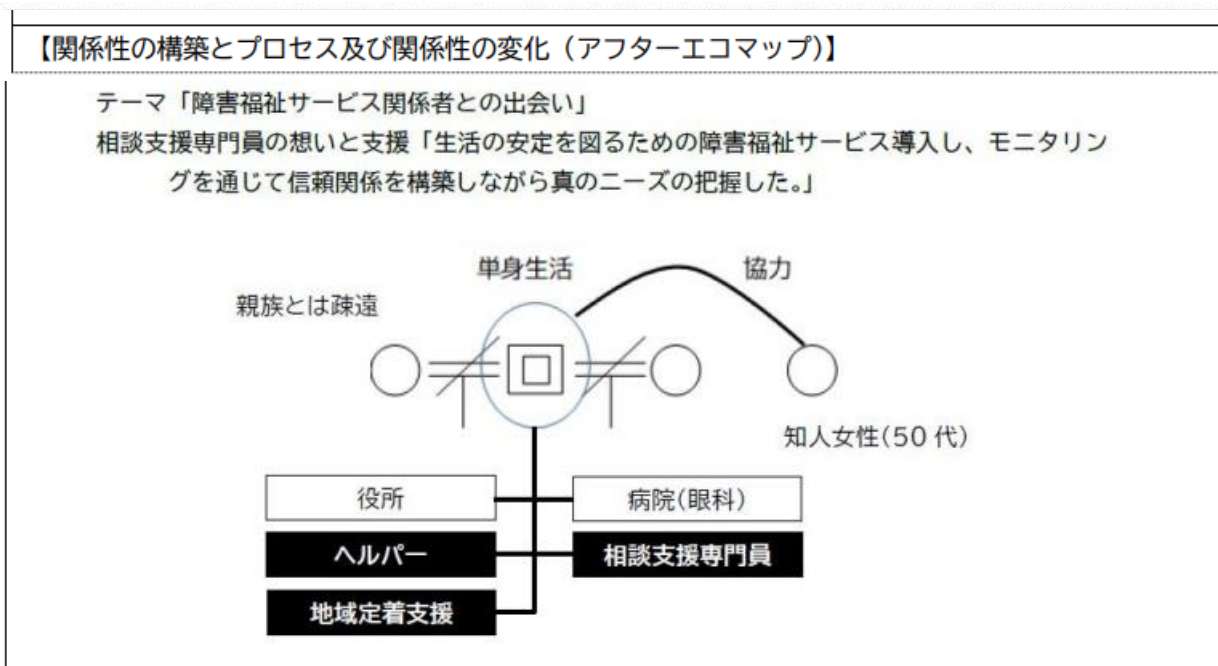 【関係性の構築とプロセス及び関係性の変化（アフターエコマップ）】
テーマ「障害福祉サービス関係者との出会い」
相談支援専門員の想いと支援「生活の安定を図るための障害福祉サービス導入し、モニタリン
グを通じて信頼関係を構築しながら真のニーズの把握した。」
単身生活
協力
親族とは疎遠
知人女性(50代)
役所
病院(眼科)
ヘルパー
相談支援専門員
地域定着支援